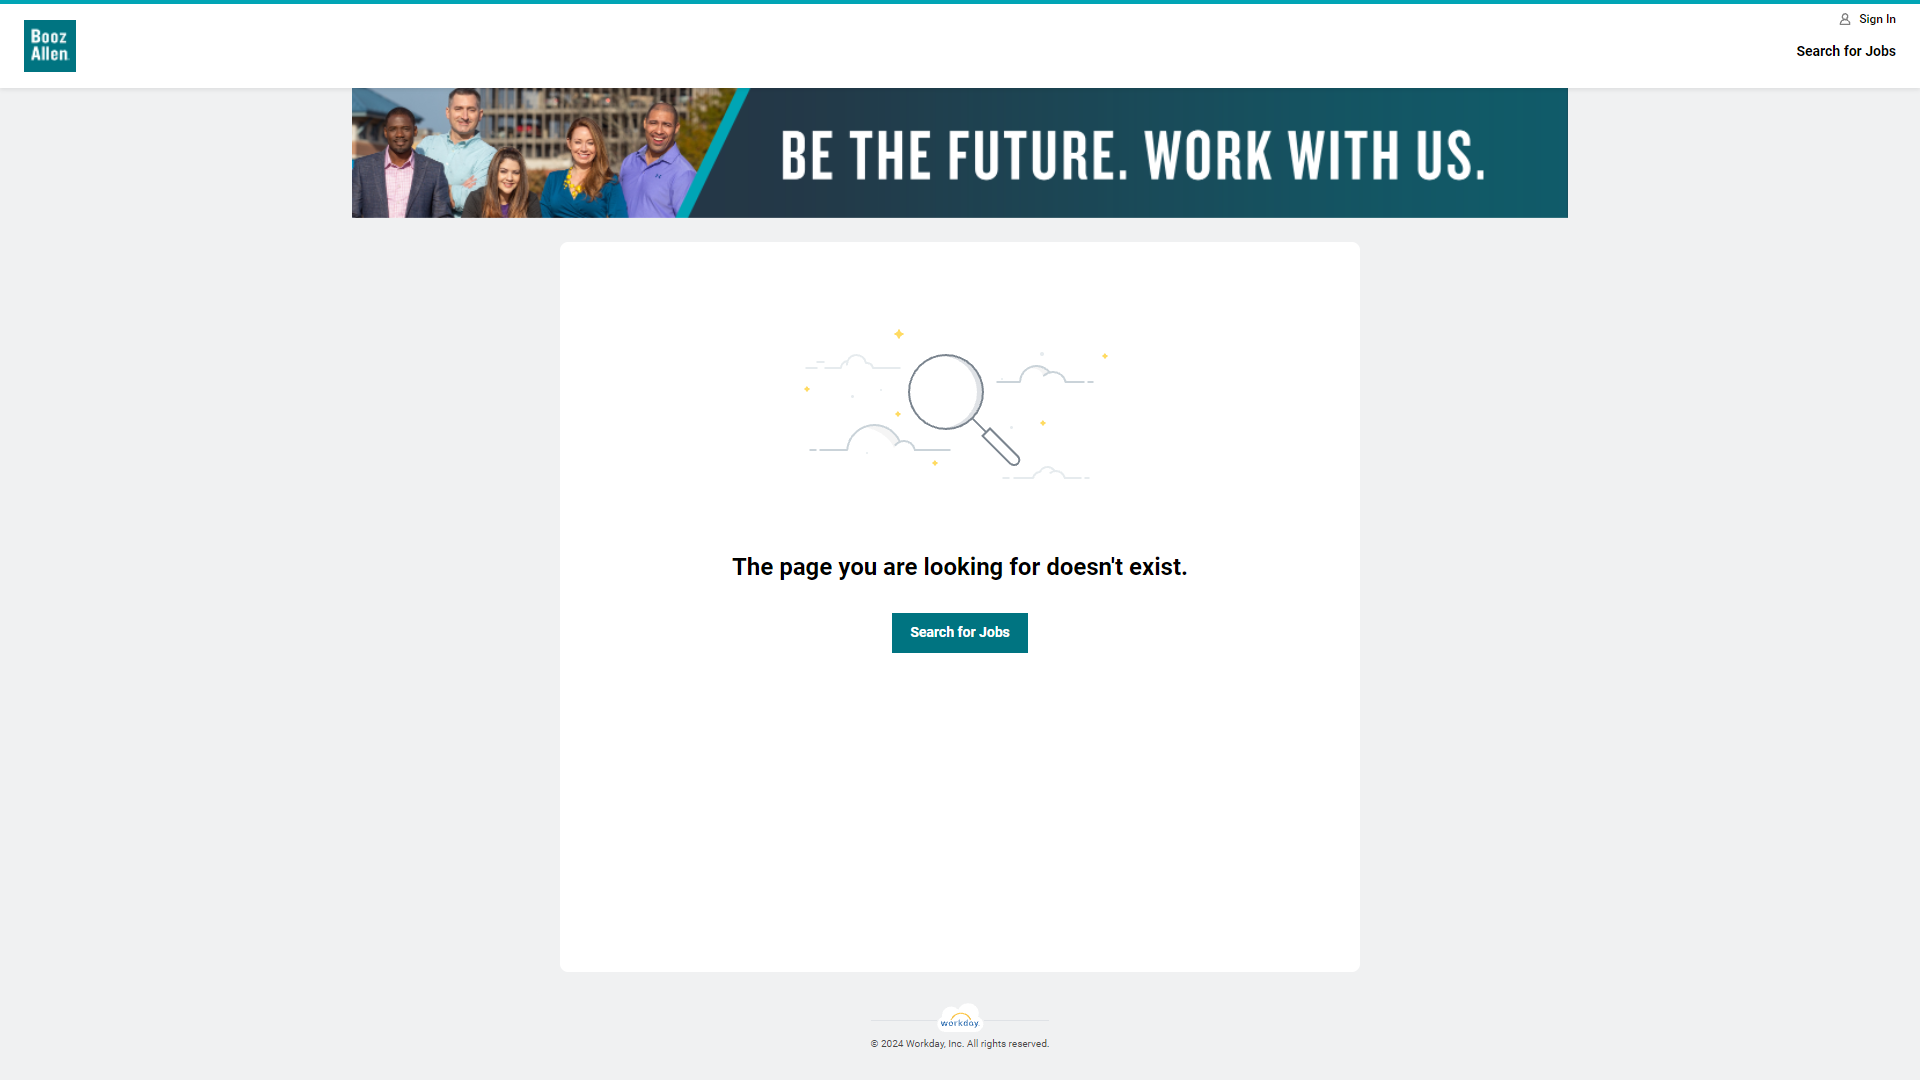 Booz
Allen
Sign In
Search for Jobs
BE THE FUTURE. WORK WITH US.
The page you are looking for doesn't exist.
Search for Jobs
workday.
© 2024 Workday, Inc. All rights reserved.